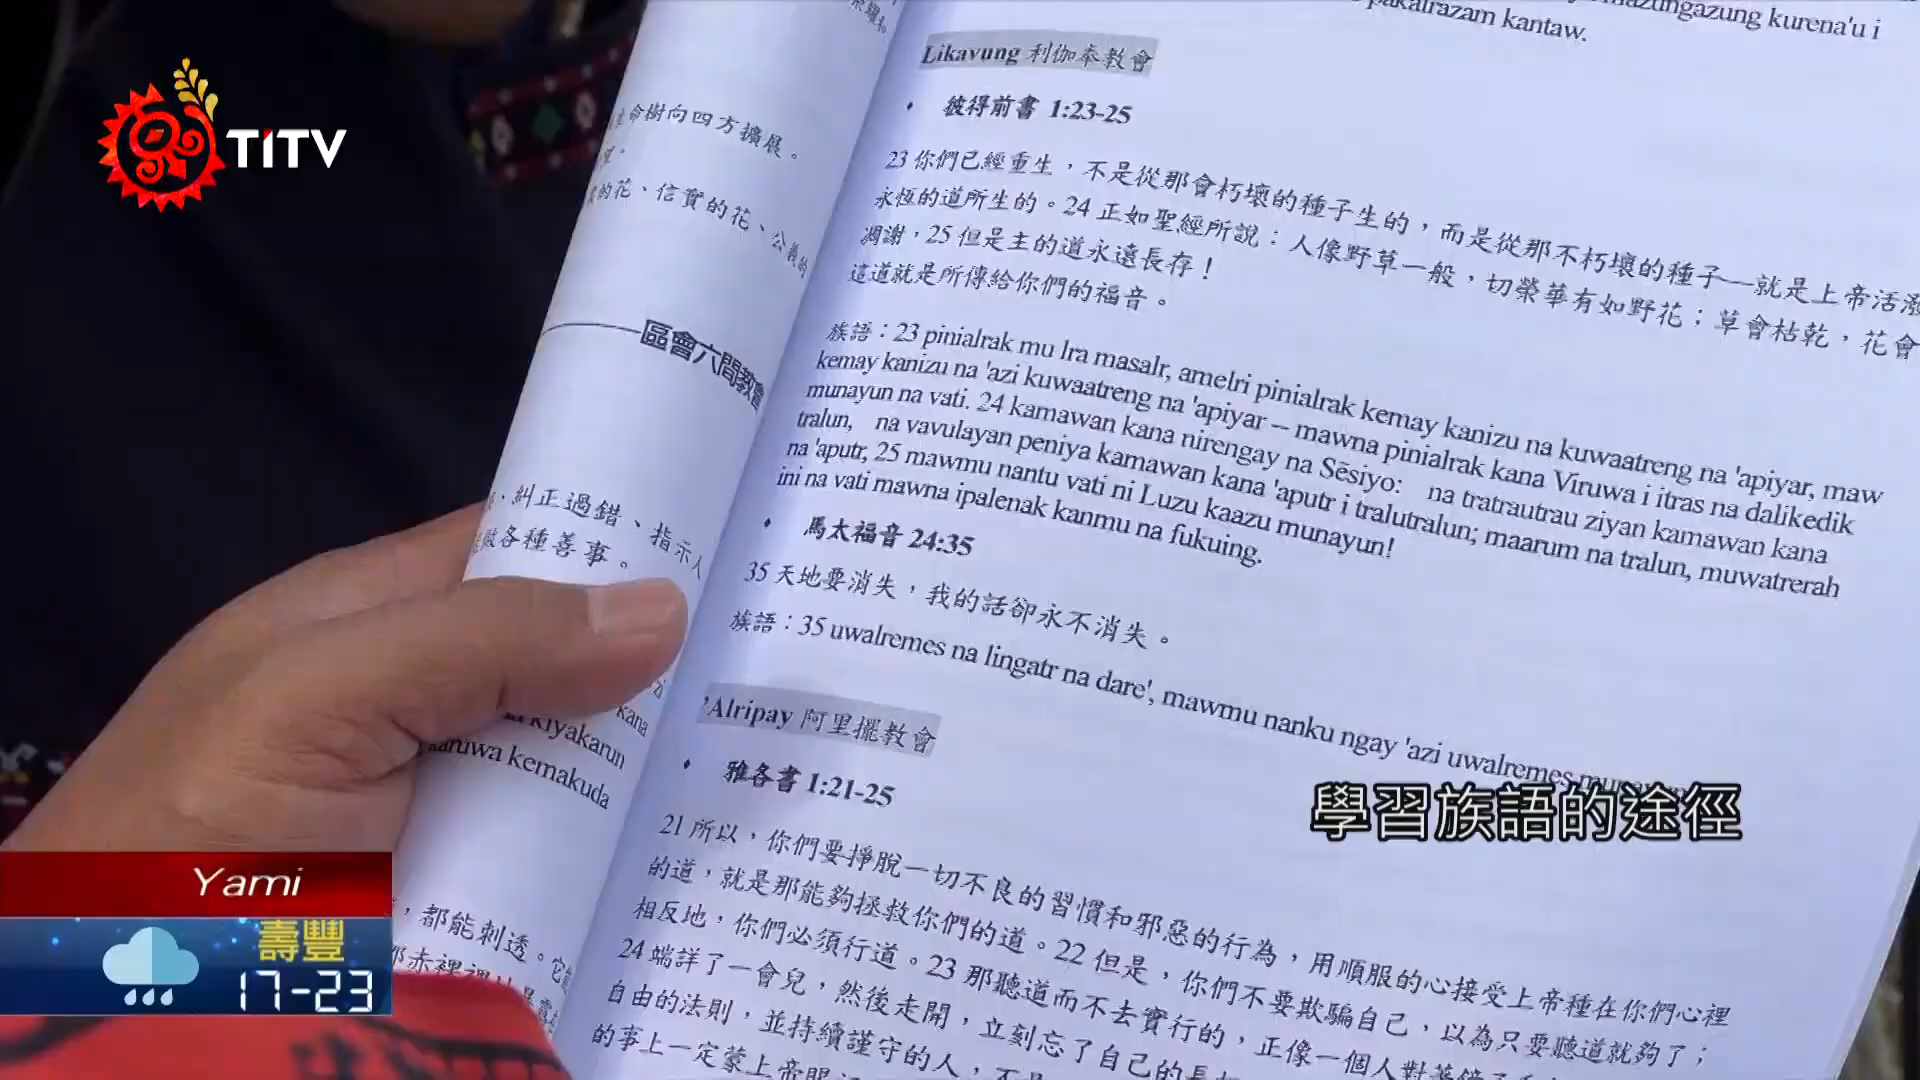 TITV
mazungazung kurena'u i
pakatrazam kantaw.
Likavung 利伽夆教會
彼得前書 1:23-25
23 你們已經重生，不是從那會朽壞的種子生的，而是從那不朽壞的種子—就是上帝活潑
永恆的道所生的。24 正如聖經所說：人像野草一般，切榮華有如野花；草會枯乾，花會
凋謝，25 但是主的道永遠長存！
這道就是所傳給你們的福音。
族語：23 pinialrak mu lra masalr, amelri pinialrak kemay kanizu na kuwaatreng na 'apiyar, maw
kemay kanizu na 'azi kuwaatreng na 'apiyar – mawna pinialrak kana Viruwa i itras na dalikedik
munayun na vati. 24 kamawan kana nirengay na Sēsiyo: na tratrautrau ziyan kamawan kana
tralun, na vavulayan peniya kamawan kana 'aputr i tralutralun; maarum na tralun, muwatrerah
na 'aputr, 25 mawmu nantu vati ni Luzu kaazu munayun!
ini na vati mawna ipalenak kanmu na fukuing.
馬太福音 24:35
35 天地要消失，我的話卻永不消失。
族語：35 uwalremes na lingatr na dare', mawmu nanku ngay 'azi uwalremes
'Alripay 阿里擺教會
雅各書 1:21-25
21 所以，你們要掙脫一切不良的習慣和邪惡的行為，用順服的心接受上帝種在你們心裡
的道，就是那能夠拯救你們的道。22 但是，你們不要欺騙自己，以為只要聽道就夠了；
相反地，你們必須行道。23 那聽道而不去實行的，正像一個人對著鏡子
24 端詳了一會兒，然後走開，立刻忘了自己的長相
自由的法則，並持續謹守的人，不是
的事上一定蒙上帝賜
命樹向四方擴展。
的花、信實的花、公義的
區會六間教會
、糾正過錯、指示人
做各種善事。
kana
Kiyakarun
karuwa kemakuda
，都能刺透。它
學習族語的途徑
Yami
壽豐
17-23